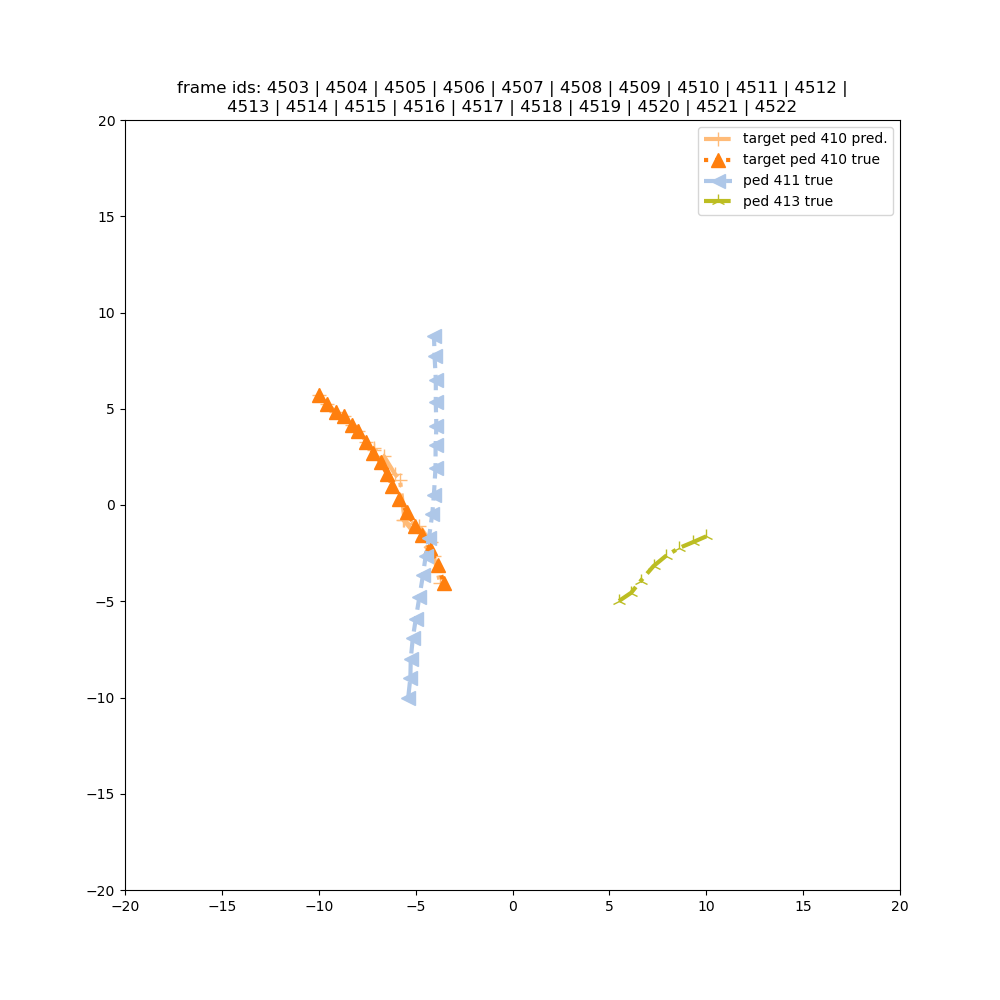 frame ids: 4503 | 4504 | 4505 | 4506 | 4507 | 4508 | 4509 | 4510 | 4511 | 4512 |
4513 | 4514 | 4515 | 4516 | 4517 | 4518 | 4519 | 4520 | 4521 | 4522
target ped 410 pred.
target ped 410 true
ped 411 true
ped 413 true
20
15
10
5
0
−5
−10
−15
−20
−20 −15 −10 −5 0 5 10 15 20